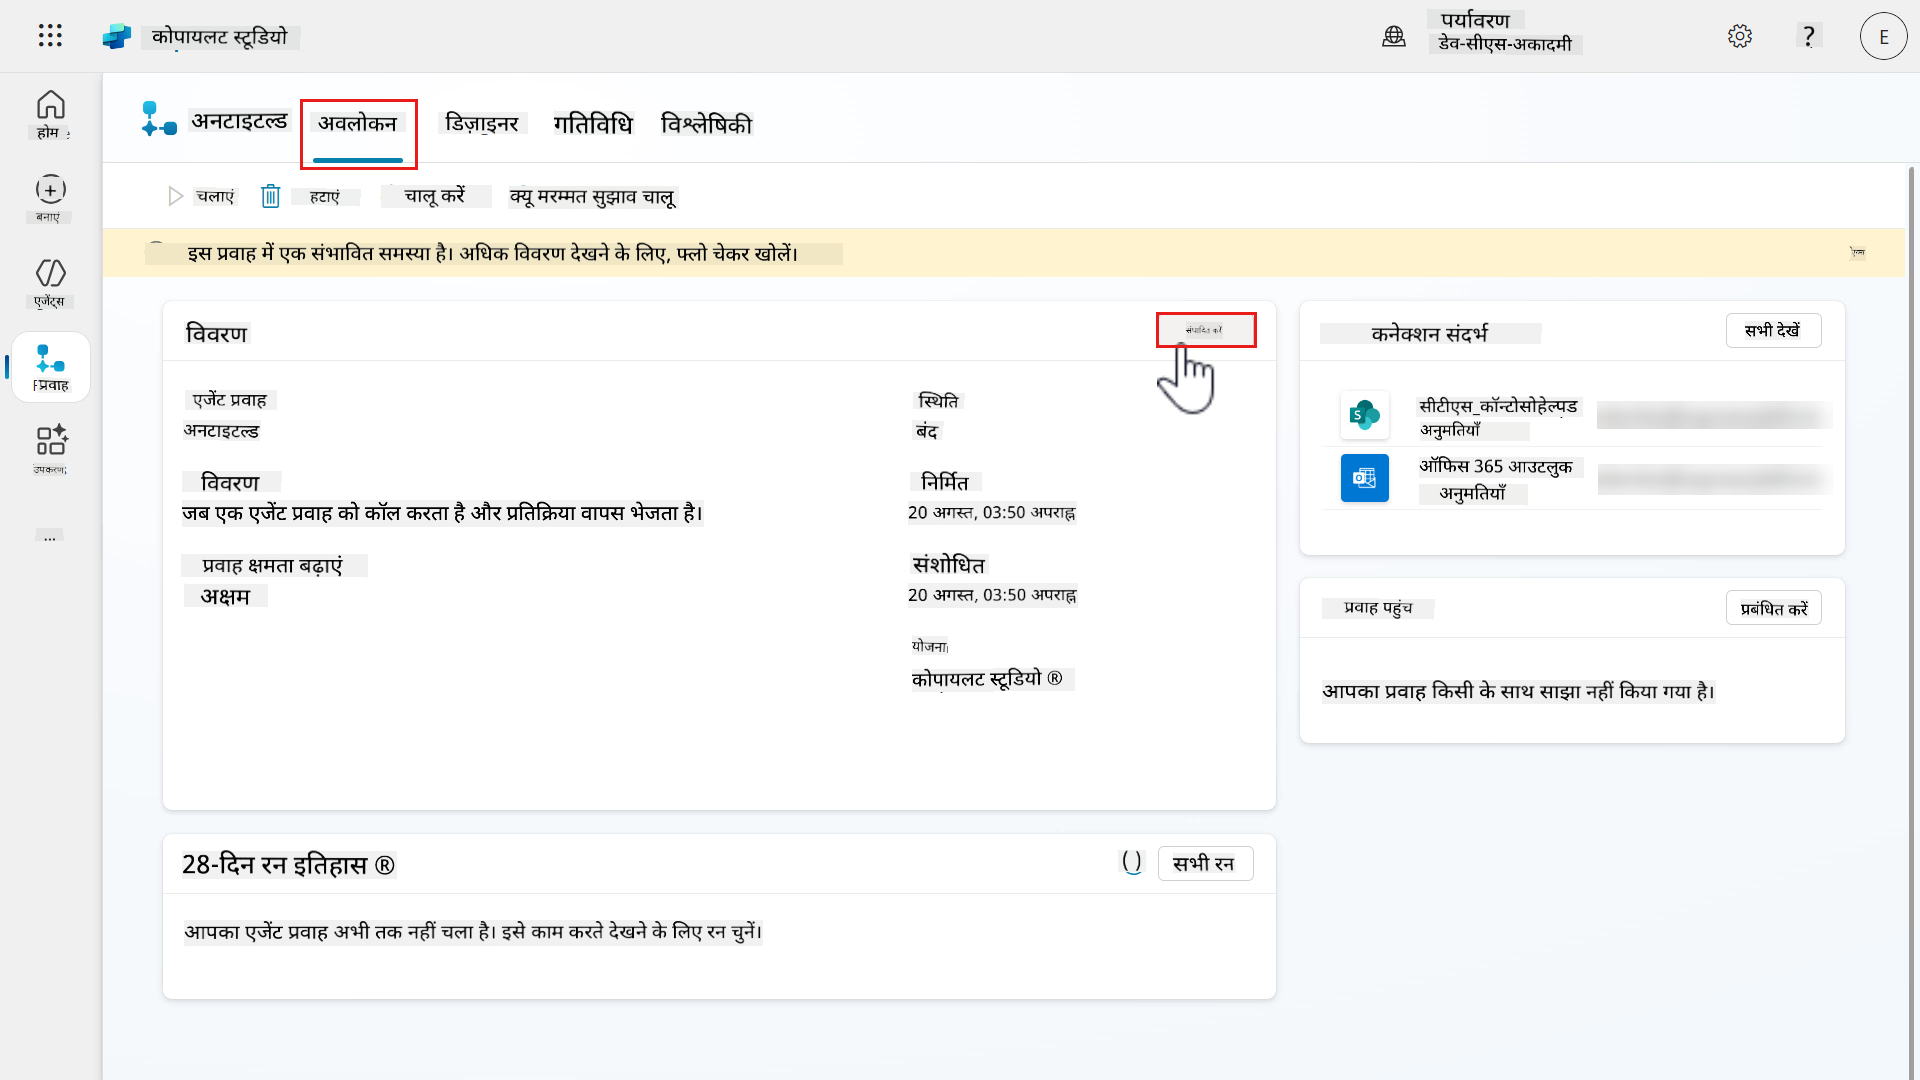 कोपायलट स्टूडियो
पर्यावरण
डेव-सीएस-अकादमी
?
E
होम
बनाएं
एजेंट्स
प्रवाह
उपकरण
...
अनटाइटल्ड
अवलोकन
डिज़ाइनर
गतिविधि
विश्लेषिकी
चलाएं
हटाएं
चालू करें
क्यू मरम्मत सुझाव चालू
इस प्रवाह में एक संभावित समस्या है। अधिक विवरण देखने के लिए, फ्लो चेकर खोलें।
विवरण
संपादित करें
एजेंट प्रवाह
अनटाइटल्ड
विवरण
जब एक एजेंट प्रवाह को कॉल करता है और प्रतिक्रिया वापस भेजता है।
प्रवाह क्षमता बढ़ाएं
अक्षम
स्थिति
बंद
निर्मित
20 अगस्त, 03:50 अपराह्न
संशोधित
20 अगस्त, 03:50 अपराह्न
योजना
कोपायलट स्टूडियो ®
कनेक्शन संदर्भ
सभी देखें
सीटीएस_कॉन्टोसोहेल्पड
अनुमतियाँ
ऑफिस 365 आउटलुक
अनुमतियाँ
प्रवाह पहुंच
प्रबंधित करें
आपका प्रवाह किसी के साथ साझा नहीं किया गया है।
28-दिन रन इतिहास ®
सभी रन
आपका एजेंट प्रवाह अभी तक नहीं चला है। इसे काम करते देखने के लिए रन चुनें।